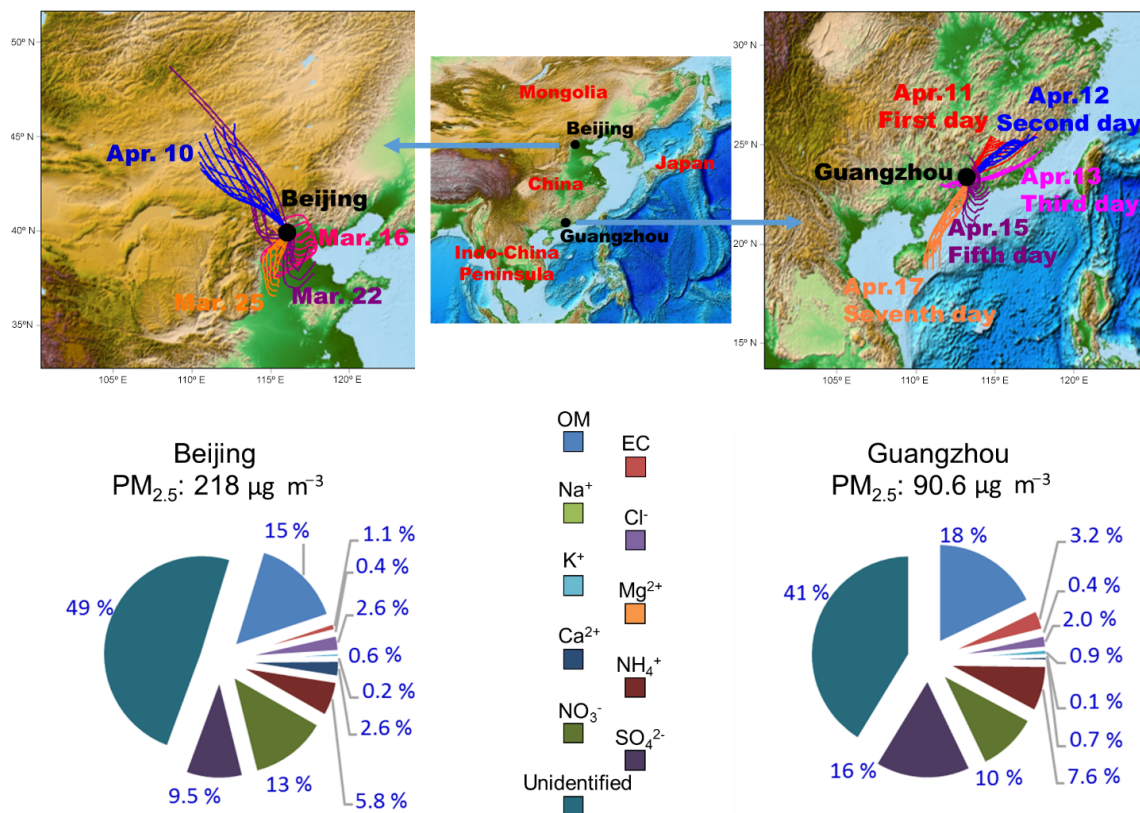 50° N
45° N
40° N
35° N
105° E
110° E
115° E
120° E
Apr. 10
Beijing
Mar. 16
Mar. 25
Mar. 22
Mongolia
Beijing
Japan
China
Guangzhou
Indo-China
Peninsula
30° N
25° N
20° N
15° N
110° E
115° E
120° E
Apr.11
First day
Apr.12
Second day
Guangzhou
Apr.13
Third day
Apr.15
Fifth day
Apr.17
Seventh day
Beijing
PM2.5: 218 µg m⁻³
15 %
1.1 %
0.4 %
2.6 %
0.6 %
0.2 %
2.6 %
5.8 %
13 %
9.5 %
49 %
OM
EC
Na⁺
Cl⁻
K⁺
Mg²⁺
Ca²⁺
NH₄⁺
NO₃⁻
SO₄²⁻
Unidentified
Guangzhou
PM2.5: 90.6 µg m⁻³
18 %
3.2 %
0.4 %
2.0 %
0.9 %
0.1 %
0.7 %
7.6 %
10 %
16 %
41 %